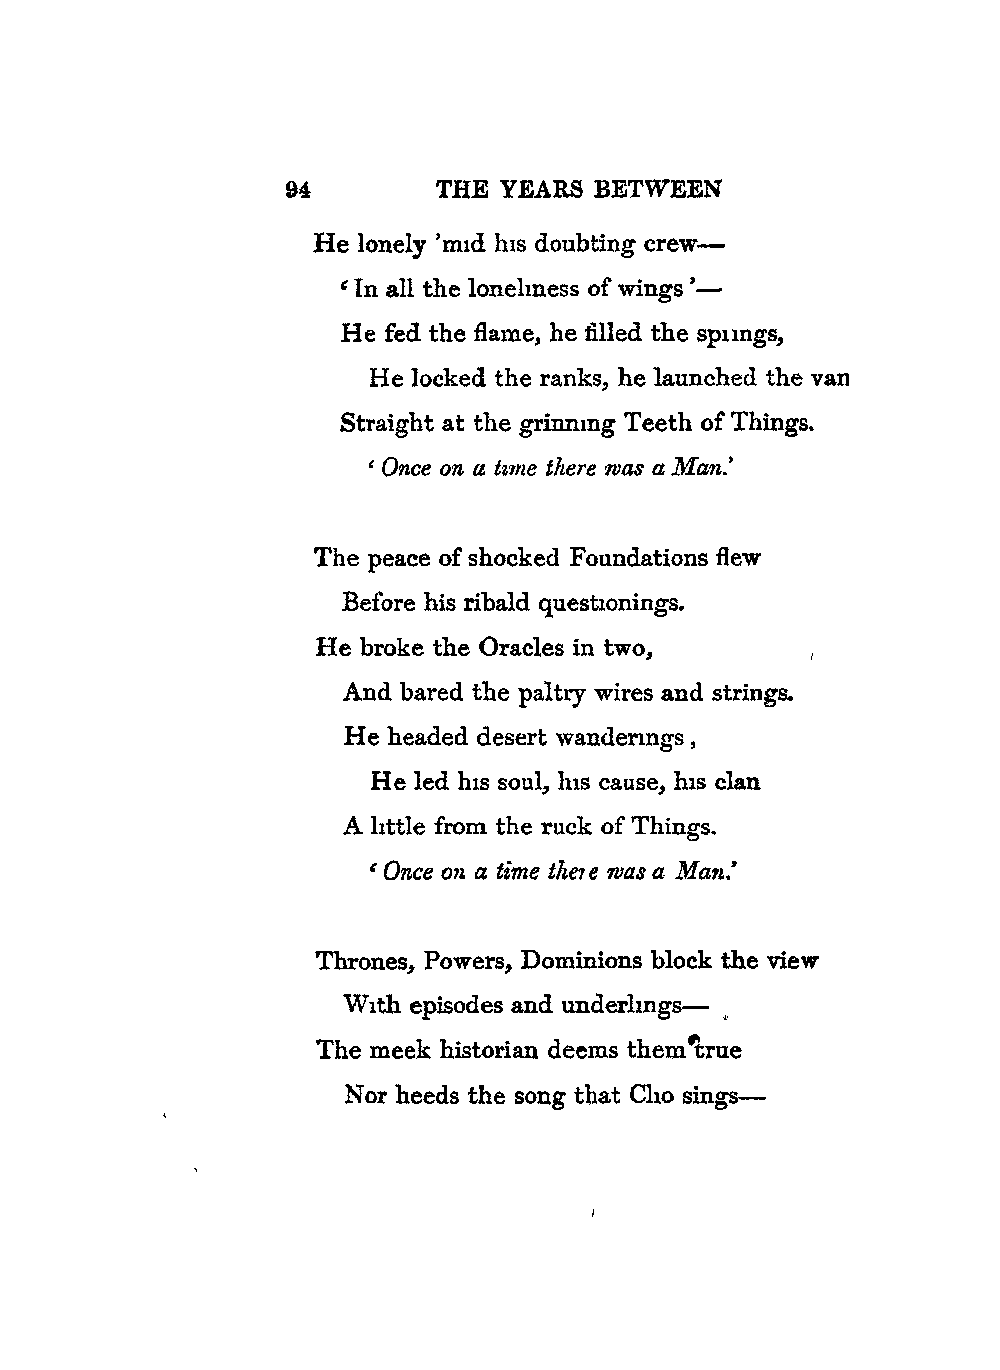 94 THE YEARS BETWEEN
He lonely 'mid his doubting crew—
'In all the loneliness of wings'—
He fed the flame, he filled the springs,
He locked the ranks, he launched the van
Straight at the grinning Teeth of Things.
'Once on a time there was a Man.'
The peace of shocked Foundations flew
Before his ribald questionings.
He broke the Oracles in two,
And bared the paltry wires and strings.
He headed desert wanderings,
He led his soul, his cause, his clan
A little from the ruck of Things.
'Once on a time there was a Man.'
Thrones, Powers, Dominions block the view
With episodes and underlings—
The meek historian deems them true
Nor heeds the song that Clio sings—